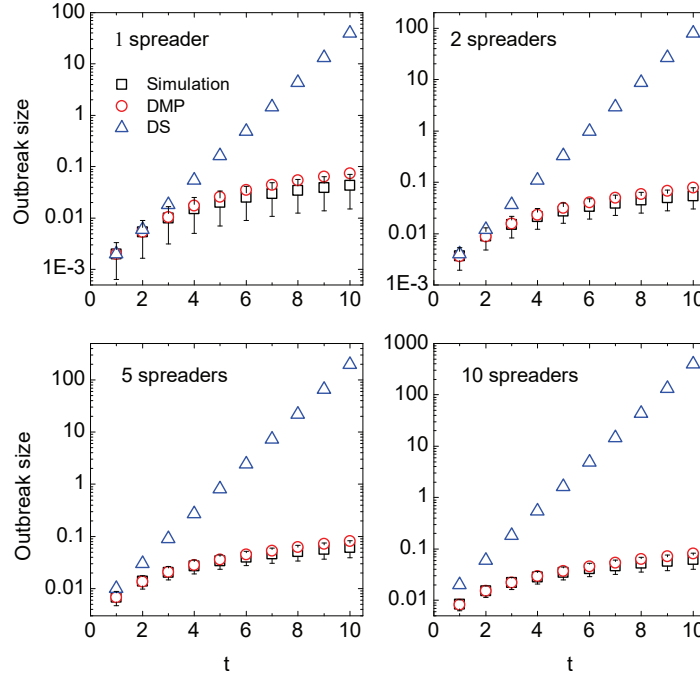 100
10
1
0.1
0.01
1E-3
0 2 4 6 8 10
Outbreak size
1 spreader
Simulation
DMP
DS
100
10
1
0.1
0.01
1E-3
0 2 4 6 8 10
2 spreaders
100
10
1
0.1
0.01
0 2 4 6 8 10
Outbreak size
t
5 spreaders
1000
100
10
1
0.1
0.01
0 2 4 6 8 10
t
10 spreaders